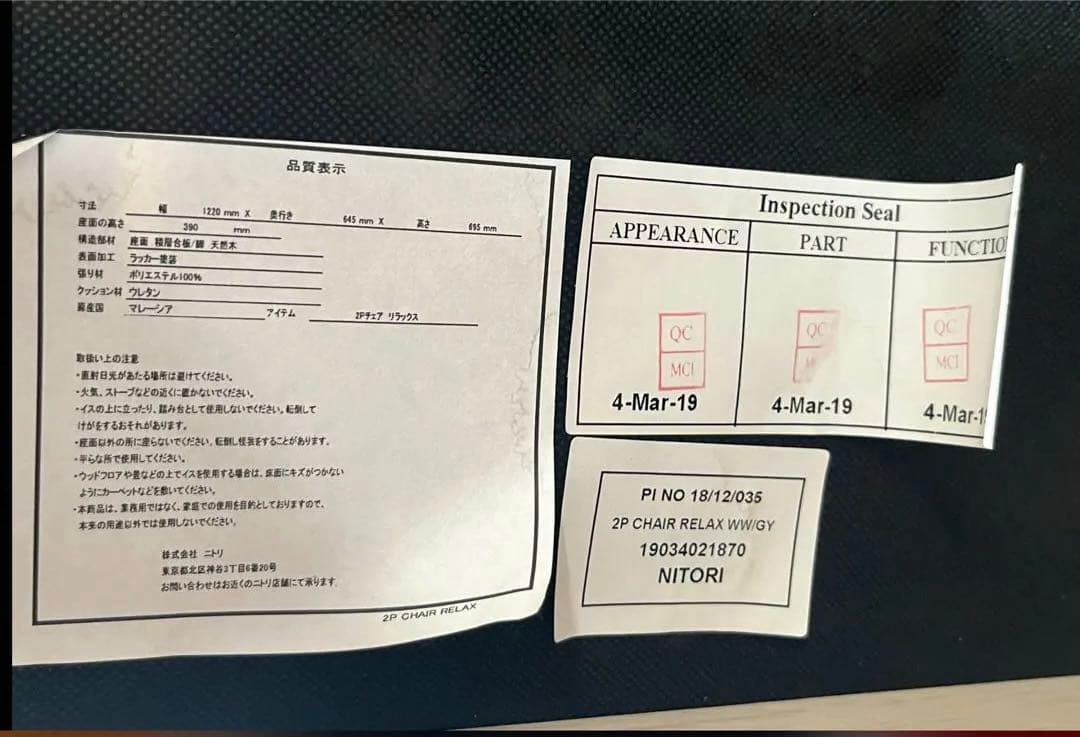 品質表示
寸法 幅 1220 mm X 奥行き 645 mm X 高さ 695 mm
座面の高さ 390 mm
構造部材 座面 積層合板/脚 天然木
表面加工 ラッカー塗装
張り材 ポリエステル100%
クッション材 ウレタン
原産国 マレーシア アイテム 2Pチェア リラックス
取扱い上の注意
・直射日光があたる場所は避けてください。
・火気、ストーブなどの近くに置かないでください。
・イスの上に立ったり、踏み台として使用しないでください。転倒して
けがをするおそれがあります。
・座面以外の所に座らないでください。転倒し怪我をすることがあります。
・平らな所で使用してください。
・ウッドフロアや畳などの上でイスを使用する場合は、床面にキズがつかない
ようにカーペットなどを敷いてください。
・本商品は、業務用ではなく、家庭での使用を目的としておりますので、
本来の用途以外では使用しないでください。
株式会社 ニトリ
東京都北区神谷3丁目6番20号
お問い合わせはお近くのニトリ店舗にて承ります
2P CHAIR RELAX
Inspection Seal
APPEARANCE PART FUNCTIO
QC QC QC
MCI M MCI
4-Mar-19 4-Mar-19 4-Mar-1
PI NO 18/12/035
2P CHAIR RELAX WW/GY
19034021870
NITORI